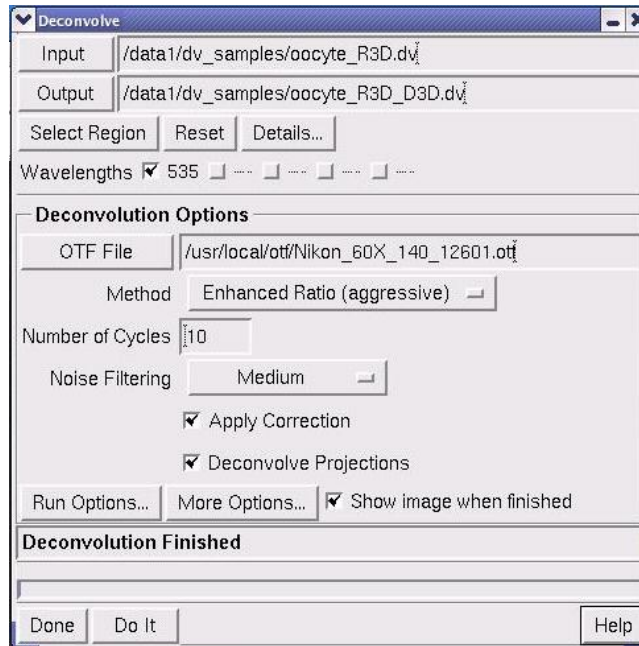 Deconvolve
Input /data1/dv_samples/oocyte_R3D.dv
Output /data1/dv_samples/oocyte_R3D_D3D.dv
Select Region Reset Details...
Wavelengths 535 ---- ---- ---- ----
Deconvolution Options
OTF File /usr/local/otf/Nikon_60X_140_12601.otf
Method Enhanced Ratio (aggressive)
Number of Cycles 10
Noise Filtering Medium
Apply Correction
Deconvolve Projections
Run Options... More Options... Show image when finished
Deconvolution Finished
Done Do It Help